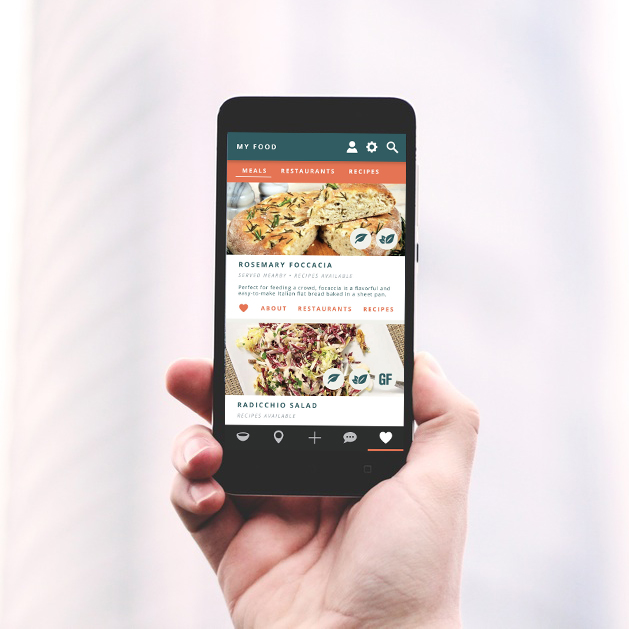 MY FOOD
MEALS RESTAURANTS RECIPES
ROSEMARY FOCCACIA
SERVED NEARBY • RECIPES AVAILABLE
Perfect for feeding a crowd, focaccia is a flavorful and
easy-to-make Italian flat bread baked in a sheet pan.
ABOUT RESTAURANTS RECIPES
GF
RADICCHIO SALAD
RECIPES AVAILABLE